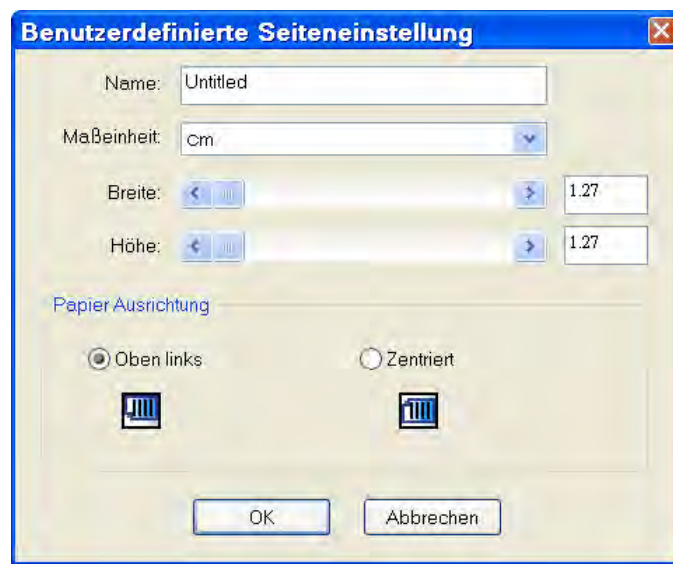 Benutzerdefinierte Seiteneinstellung
Name: Untitled
Maßeinheit: Cm
Breite: 1.27
Höhe: 1.27
Papier Ausrichtung
Oben links Zentriert
OK Abbrechen